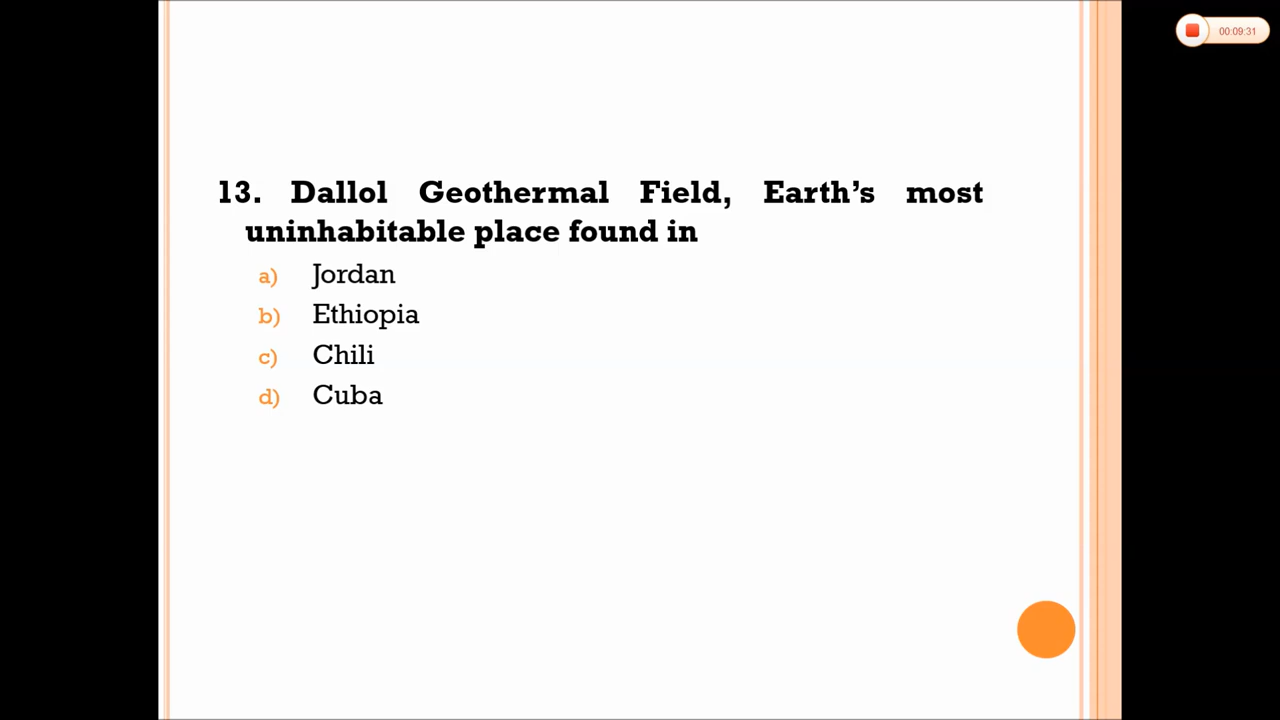 00:09:31
13. Dallol Geothermal Field, Earth’s most
uninhabitable place found in
a) Jordan
b) Ethiopia
c) Chili
d) Cuba